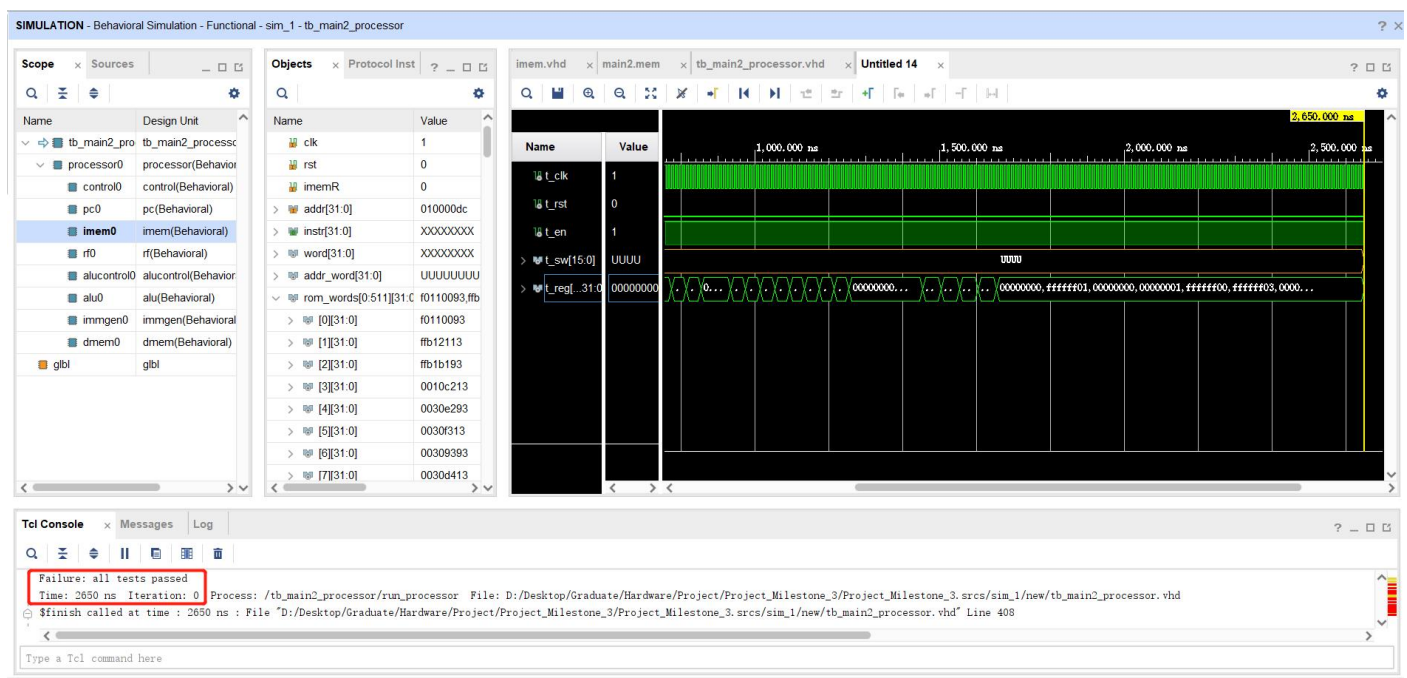 SIMULATION - Behavioral Simulation - Functional - sim_1 - tb_main2_processor
Scope Sources
Name Design Unit
tb_main2_pro tb_main2_processo
processor0 processor(Behavior
control0 control(Behavioral)
pc0 pc(Behavioral)
imem0 imem(Behavioral)
rf0 rf(Behavioral)
alucontrol0 alucontrol(Behavior
alu0 alu(Behavioral)
immgen0 immgen(Behavioral
dmem0 dmem(Behavioral)
glbl glbl
Objects Protocol Inst
Name Value
clk 1
rst 0
imemR 0
addr[31:0] 010000dc
instr[31:0] XXXXXXXX
word[31:0] XXXXXXXX
addr_word[31:0] UUUUUUUU
rom_words[0:511][31:0 f0110093,ffb
[0][31:0] f0110093
[1][31:0] ffb12113
[2][31:0] ffb1b193
[3][31:0] 0010c213
[4][31:0] 0030e293
[5][31:0] 0030f313
[6][31:0] 00309393
[7][31:0] 0030d413
imem.vhd main2.mem tb_main2_processor.vhd Untitled 14
2,650.000 ns
Name Value
1,000.000 ns 1,500.000 ns 2,000.000 ns 2,500.000 ns
t_clk 1
t_rst 0
t_en 1
t_sw[15:0] UUUU UUUU
t_reg[...31:0 00000000 0... 00000000... 00000000,ffffff01,00000000,00000001,ffffff00,ffffff03,0000...
Tcl Console Messages Log
Failure: all tests passed
Time: 2650 ns Iteration: 0 Process: /tb_main2_processor/run_processor File: D:/Desktop/Graduate/Hardware/Project/Project_Milestone_3/Project_Milestone_3.srcs/sim_1/new/tb_main2_processor.vhd
$finish called at time : 2650 ns : File "D:/Desktop/Graduate/Hardware/Project/Project_Milestone_3/Project_Milestone_3.srcs/sim_1/new/tb_main2_processor.vhd" Line 408
Type a Tcl command here